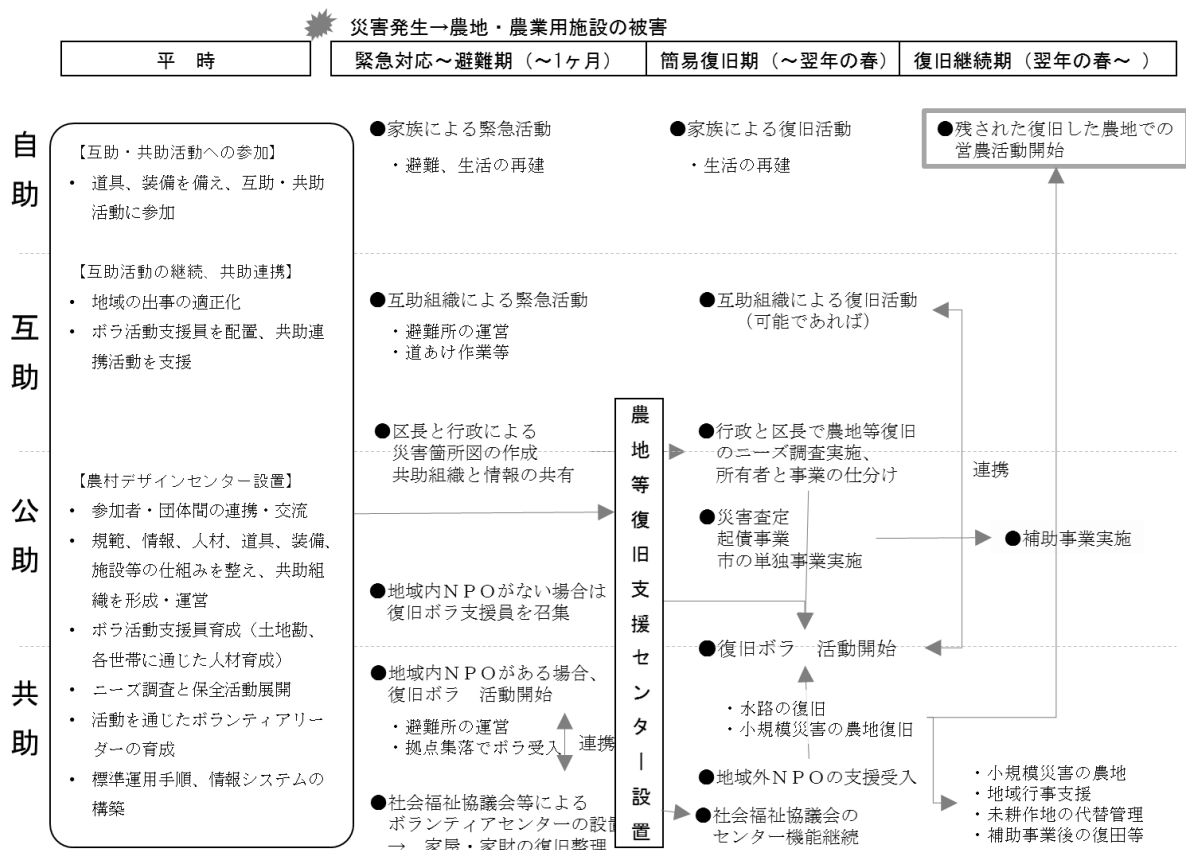 災害発生→農地・農業用施設の被害
平 時
緊急対応～避難期（～1ヶ月）
簡易復旧期（～翌年の春）
復旧継続期（翌年の春～ ）
自助
【互助・共助活動への参加】
• 道具、装備を備え、互助・共助
活動に参加
●家族による緊急活動
・避難、生活の再建
●家族による復旧活動
・生活の再建
●残された復旧した農地での
営農活動開始
互助
【互助活動の継続、共助連携】
• 地域の出事の適正化
• ボラ活動支援員を配置、共助連
携活動を支援
●互助組織による緊急活動
・避難所の運営
・道あけ作業等
●互助組織による復旧活動
（可能であれば）
公助
【農村デザインセンター設置】
• 参加者・団体間の連携・交流
• 規範、情報、人材、道具、装備、
施設等の仕組みを整え、共助組
織を形成・運営
• ボラ活動支援員育成（土地勘、
各世帯に通じた人材育成）
• ニーズ調査と保全活動展開
• 活動を通じたボランティアリー
ダーの育成
• 標準運用手順、情報システムの
構築
●区長と行政による
災害箇所図の作成
共助組織と情報の共有
●地域内ＮＰＯがない場合は
復旧ボラ支援員を召集
農地等復旧支援センター設置
●行政と区長で農地等復旧
のニーズ調査実施、
所有者と事業の仕分け
●災害査定
起債事業
市の単独事業実施
連携
●補助事業実施
共助
●地域内ＮＰＯがある場合、
復旧ボラ　活動開始
・避難所の運営
・拠点集落でボラ受入
連携
●社会福祉協議会等による
ボランティアセンターの設置
→　家屋・家財の復旧整理
●復旧ボラ　活動開始
・水路の復旧
・小規模災害の農地復旧
●地域外ＮＰＯの支援受入
●社会福祉協議会の
センター機能継続
・小規模災害の農地
・地域行事支援
・未耕作地の代替管理
・補助事業後の復田等